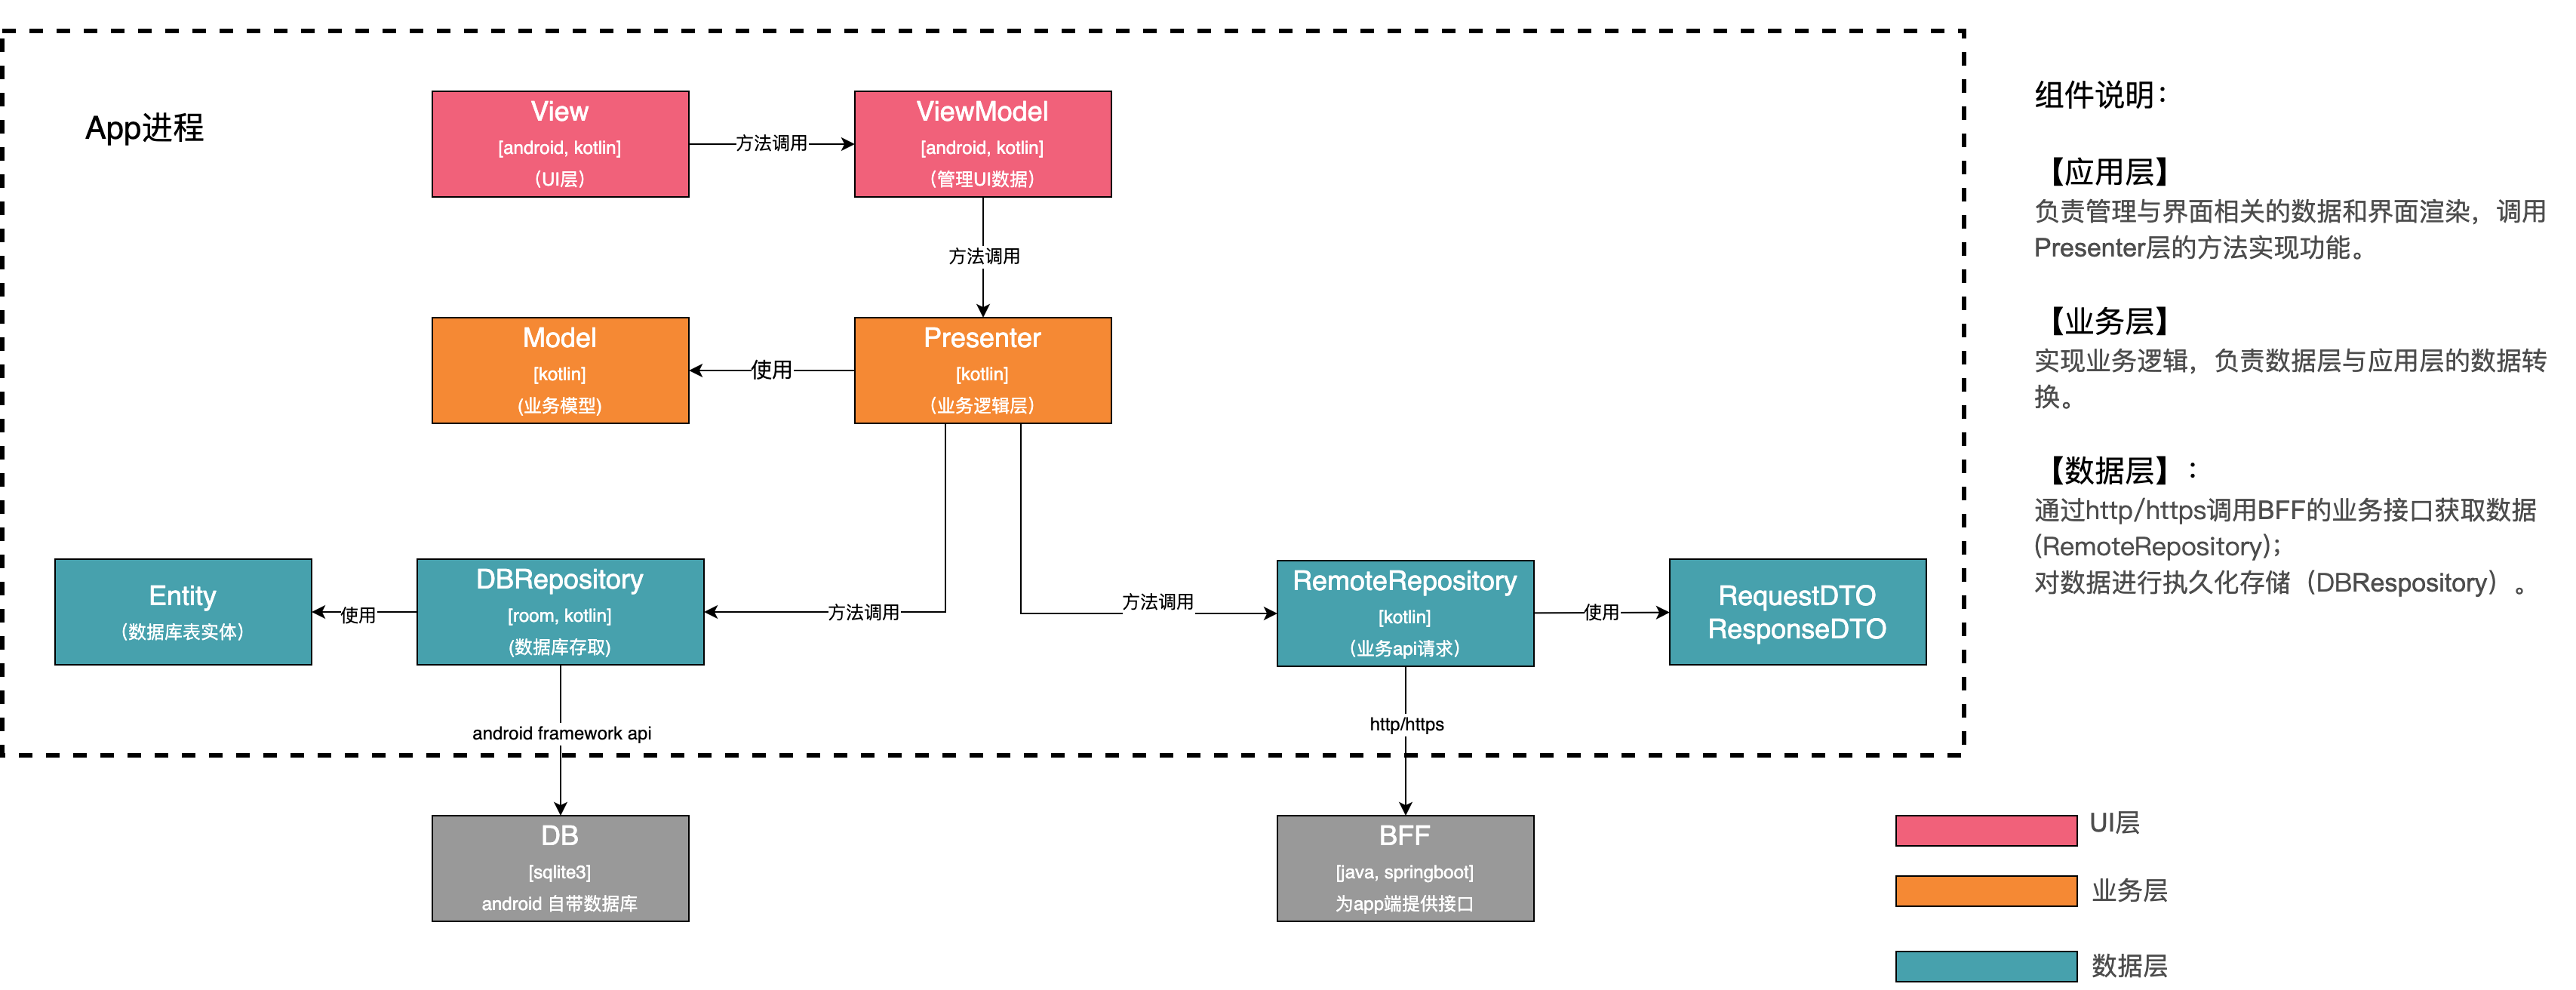 App进程
View
[android, kotlin]
（UI层）
方法调用
ViewModel
[android, kotlin]
（管理UI数据）
方法调用
Model
[kotlin]
(业务模型)
使用
Presenter
[kotlin]
（业务逻辑层）
Entity
（数据库表实体）
使用
DBRepository
[room, kotlin]
(数据库存取)
方法调用
方法调用
RemoteRepository
[kotlin]
（业务api请求）
使用
RequestDTO
ResponseDTO
android framework api
http/https
DB
[sqlite3]
android 自带数据库
BFF
[java, springboot]
为app端提供接口
组件说明：
【应用层】
负责管理与界面相关的数据和界面渲染，调用
Presenter层的方法实现功能。
【业务层】
实现业务逻辑，负责数据层与应用层的数据转
换。
【数据层】：
通过http/https调用BFF的业务接口获取数据
(RemoteRepository)；
对数据进行执久化存储（DBRespository）。
UI层
业务层
数据层